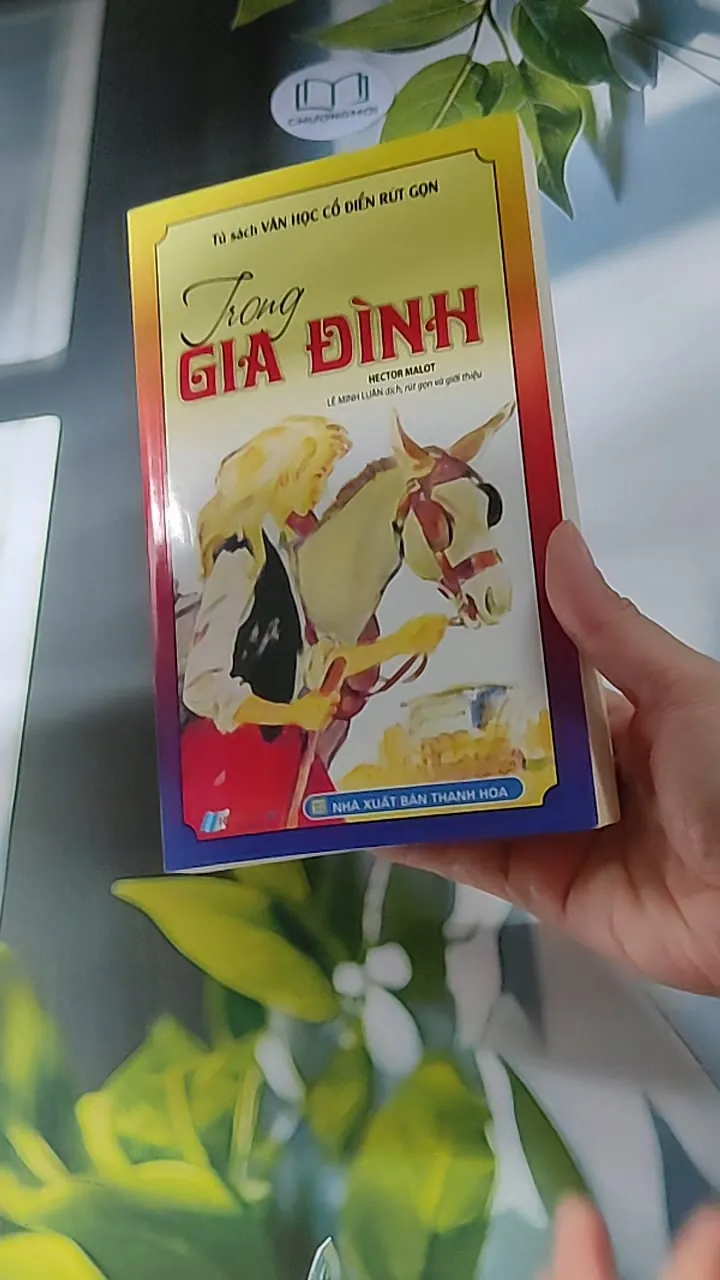 CHUONGMOI
Tủ sách VĂN HỌC CỔ ĐIỂN RÚT GỌN
Trong
GIA ĐÌNH
HECTOR MALOT
LÊ MINH LUÂN dịch, rút gọn và giới thiệu
NHÀ XUẤT BẢN THANH HÓA